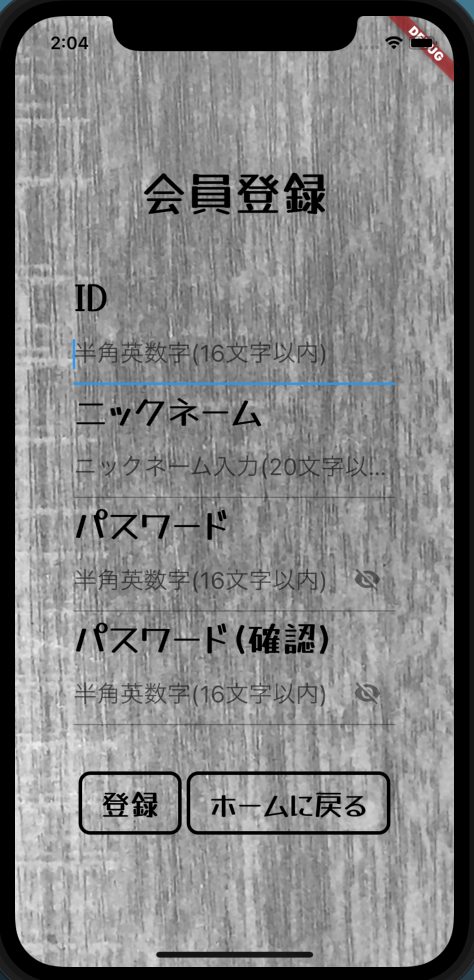 2:04
DEBUG
会員登録
ID
半角英数字(16文字以内)
ニックネーム
ニックネーム入力(20文字以...
パスワード
半角英数字(16文字以内)
パスワード(確認)
半角英数字(16文字以内)
登録 ホームに戻る